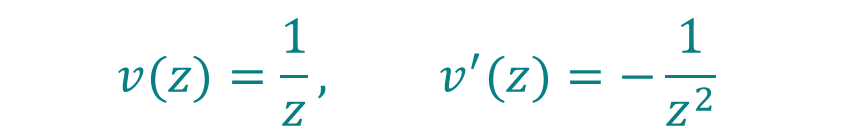 v(z) = 1/z,  v′(z) = − 1/z²